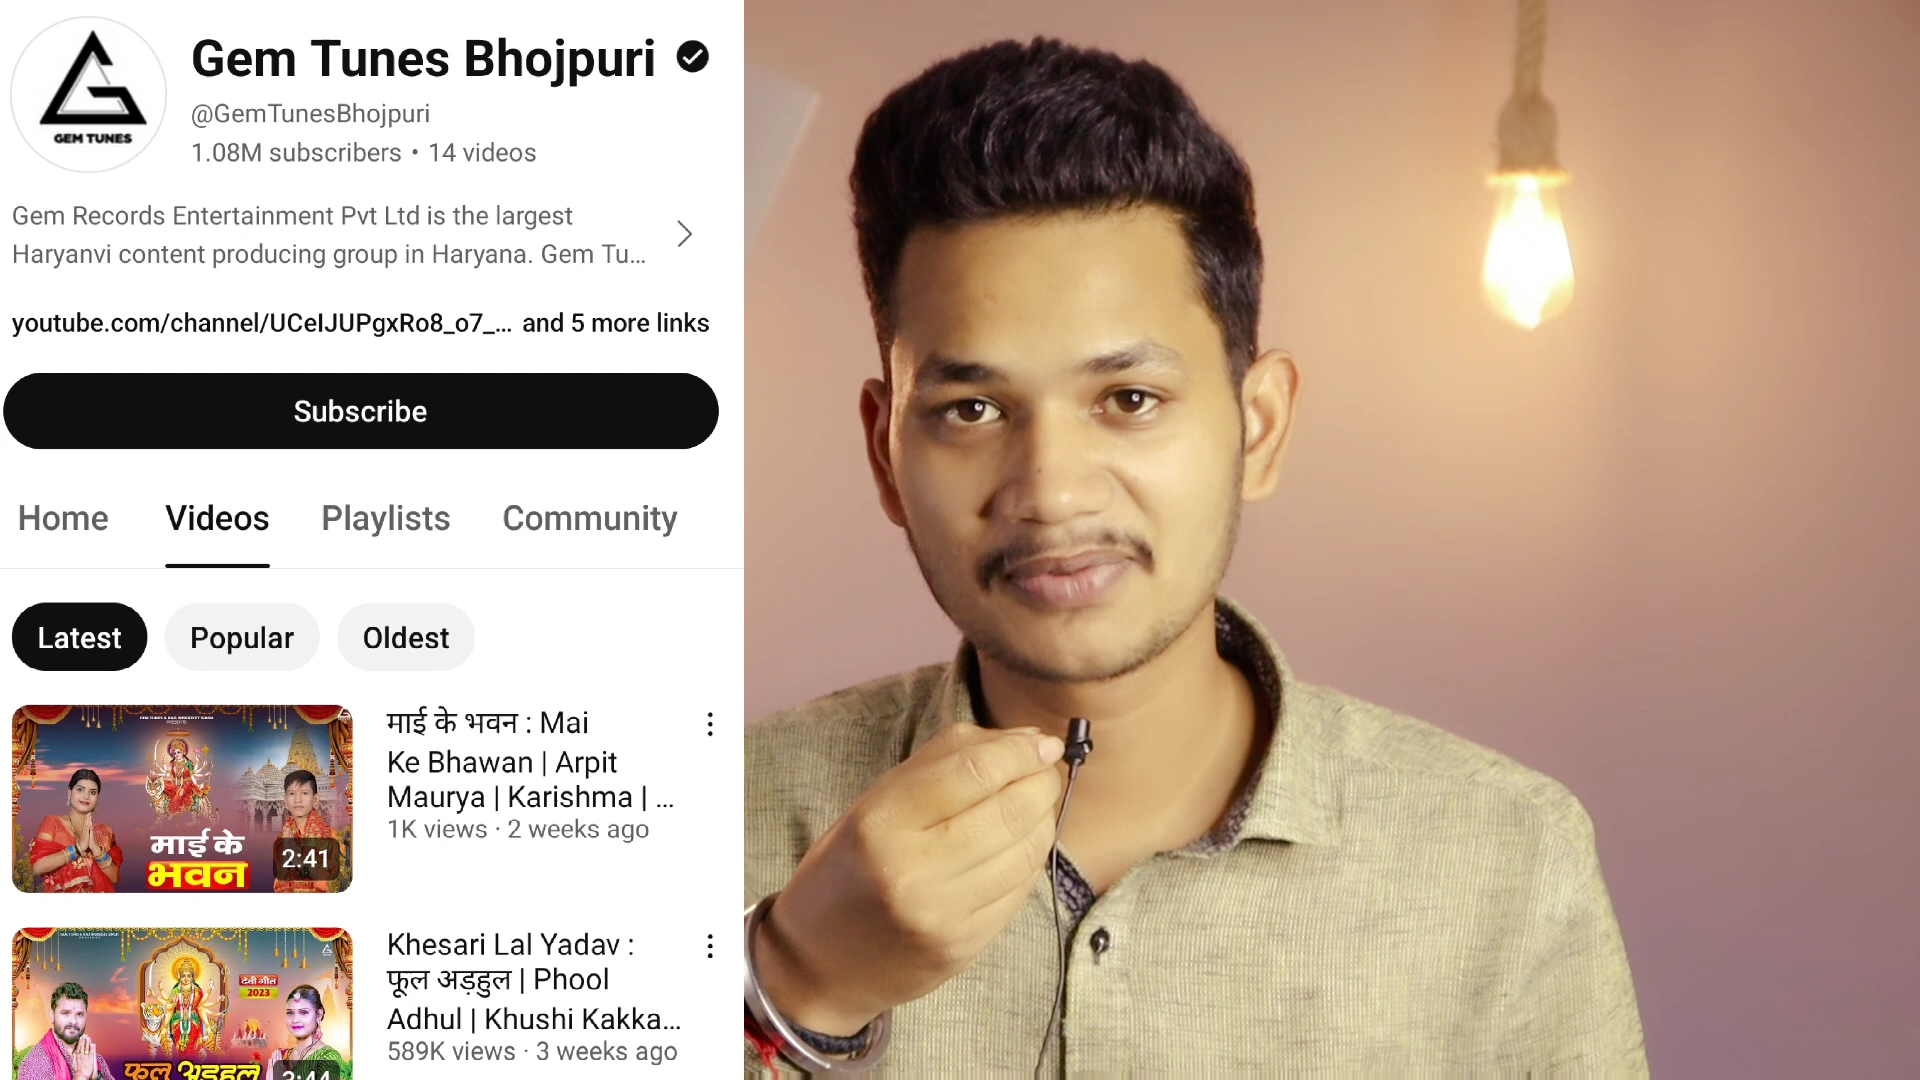 Gem Tunes Bhojpuri
GEM TUNES
@GemTunesBhojpuri
1.08M subscribers • 14 videos
Gem Records Entertainment Pvt Ltd is the largest
Haryanvi content producing group in Haryana. Gem Tu...
youtube.com/channel/UCeIJUPgxRo8_o7_... and 5 more links
Subscribe
Home Videos Playlists Community
Latest Popular Oldest
माई के
भवन
2:41
माई के भवन : Mai
Ke Bhawan | Arpit
Maurya | Karishma | ...
1K views · 2 weeks ago
देवी गीत
2023
फूल अड़हुल
3:44
Khesari Lal Yadav :
फूल अड़हुल | Phool
Adhul | Khushi Kakka...
589K views · 3 weeks ago